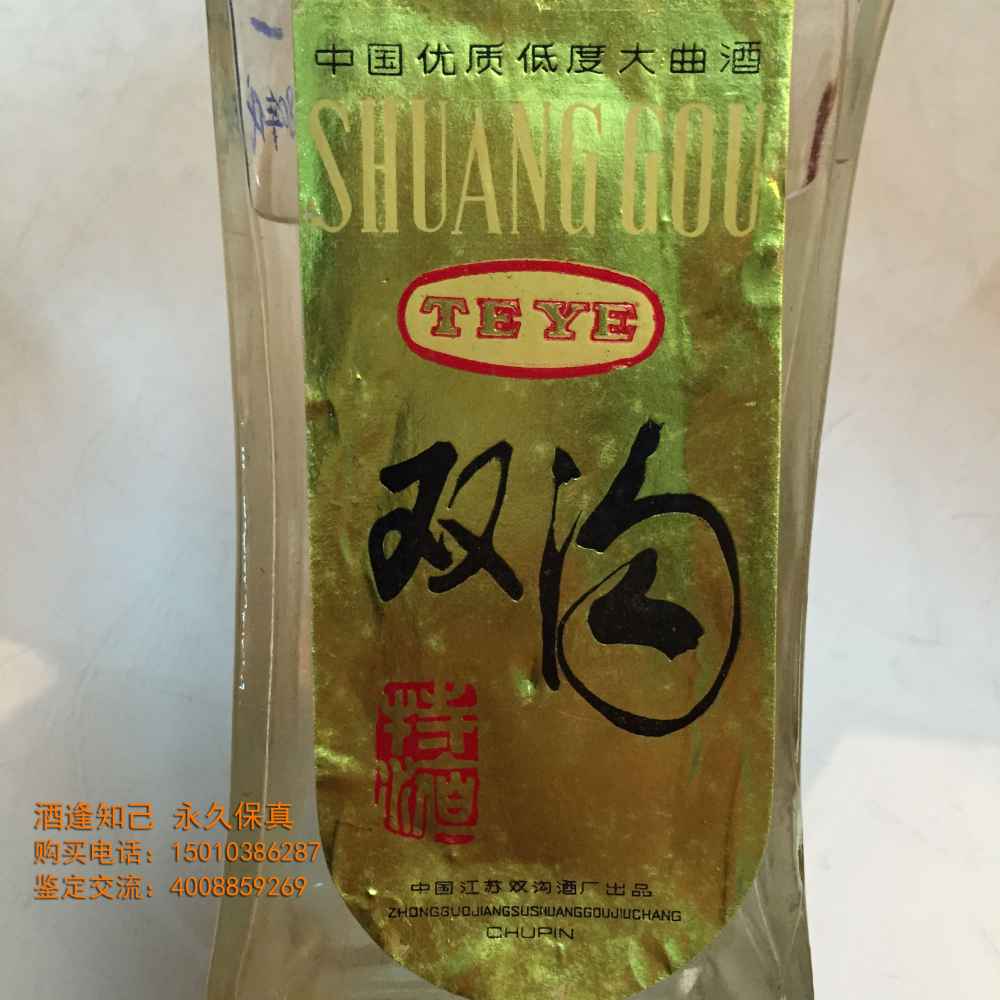 中国优质低度大曲酒
SHUANG GOU
TEYE
双沟
特液
酒逢知己 永久保真
购买电话：15010386287
鉴定交流：4008859269
中国江苏双沟酒厂出品
ZHONGGUOJIANGSUSHUANGGOUJIUCHANG
CHUPIN